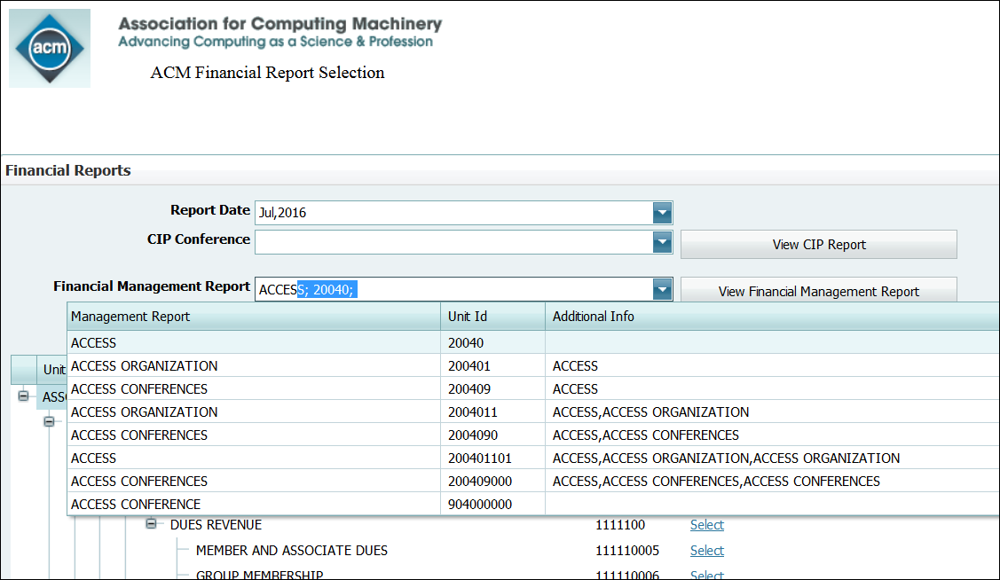 acm
Association for Computing Machinery
Advancing Computing as a Science & Profession
ACM Financial Report Selection
Financial Reports
Report Date Jul,2016
CIP Conference View CIP Report
Financial Management Report ACCESS; 20040; View Financial Management Report
Management Report Unit Id Additional Info
ACCESS 20040
Unit ACCESS ORGANIZATION 200401 ACCESS
ACCESS CONFERENCES 200409 ACCESS
ASSO ACCESS ORGANIZATION 2004011 ACCESS,ACCESS ORGANIZATION
ACCESS CONFERENCES 2004090 ACCESS,ACCESS CONFERENCES
ACCESS 200401101 ACCESS,ACCESS ORGANIZATION,ACCESS ORGANIZATION
ACCESS CONFERENCES 200409000 ACCESS,ACCESS CONFERENCES,ACCESS CONFERENCES
ACCESS CONFERENCE 904000000
DUES REVENUE 1111100 Select
MEMBER AND ASSOCIATE DUES 111110005 Select
GROUP MEMBERSHIP 111110006 Select